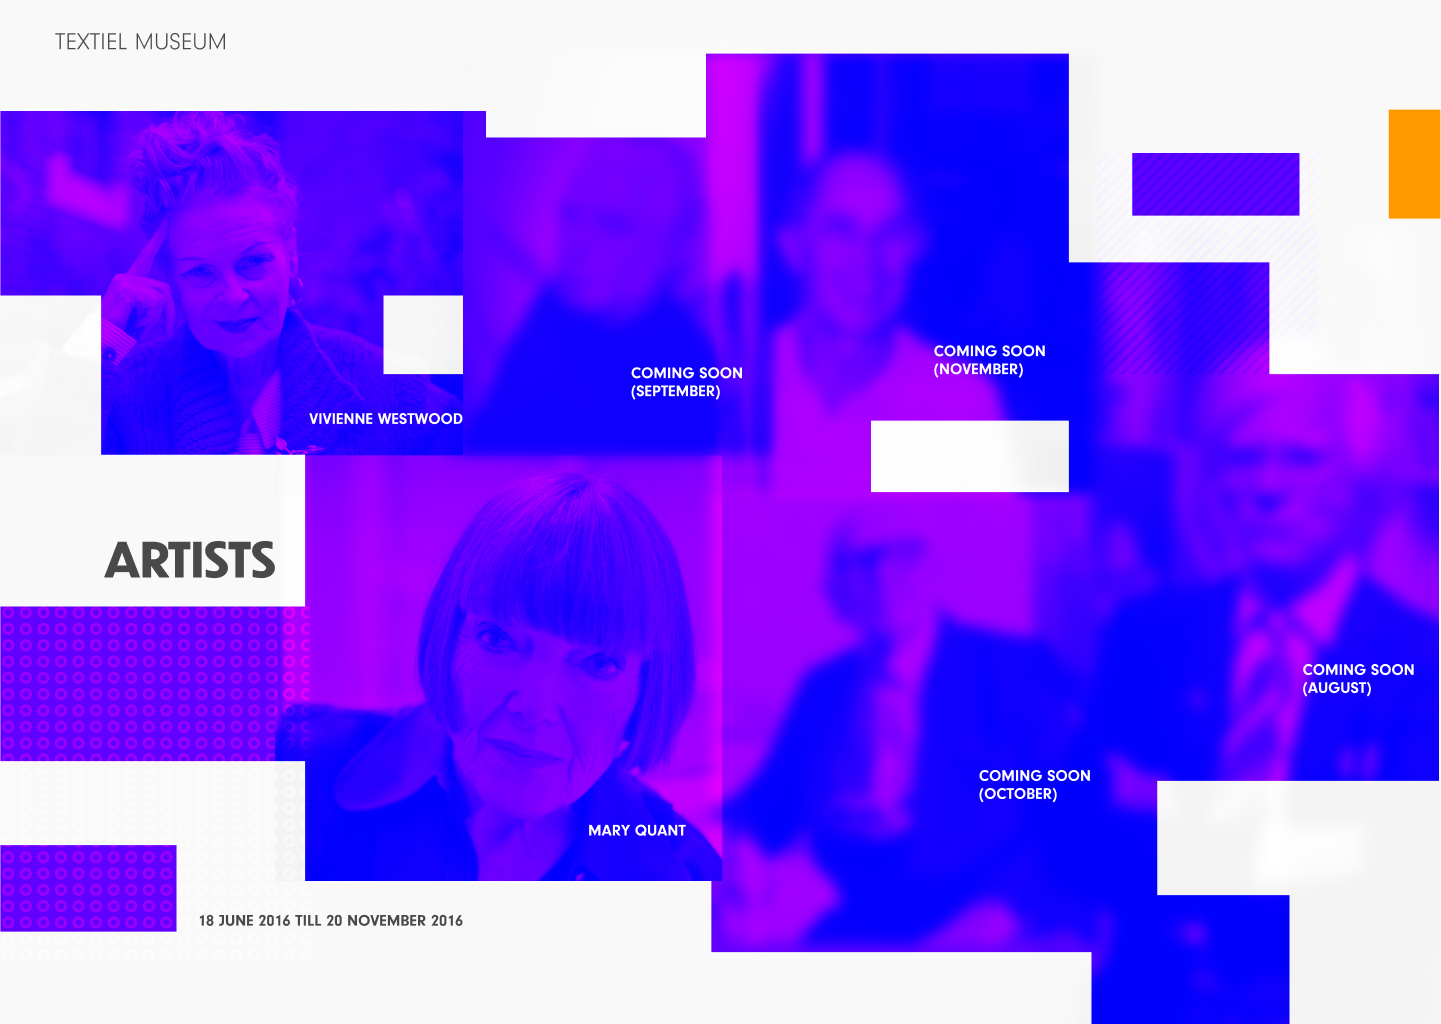 TEXTIEL MUSEUM
VIVIENNE WESTWOOD
COMING SOON
(SEPTEMBER)
COMING SOON
(NOVEMBER)
ARTISTS
MARY QUANT
COMING SOON
(OCTOBER)
COMING SOON
(AUGUST)
18 JUNE 2016 TILL 20 NOVEMBER 2016